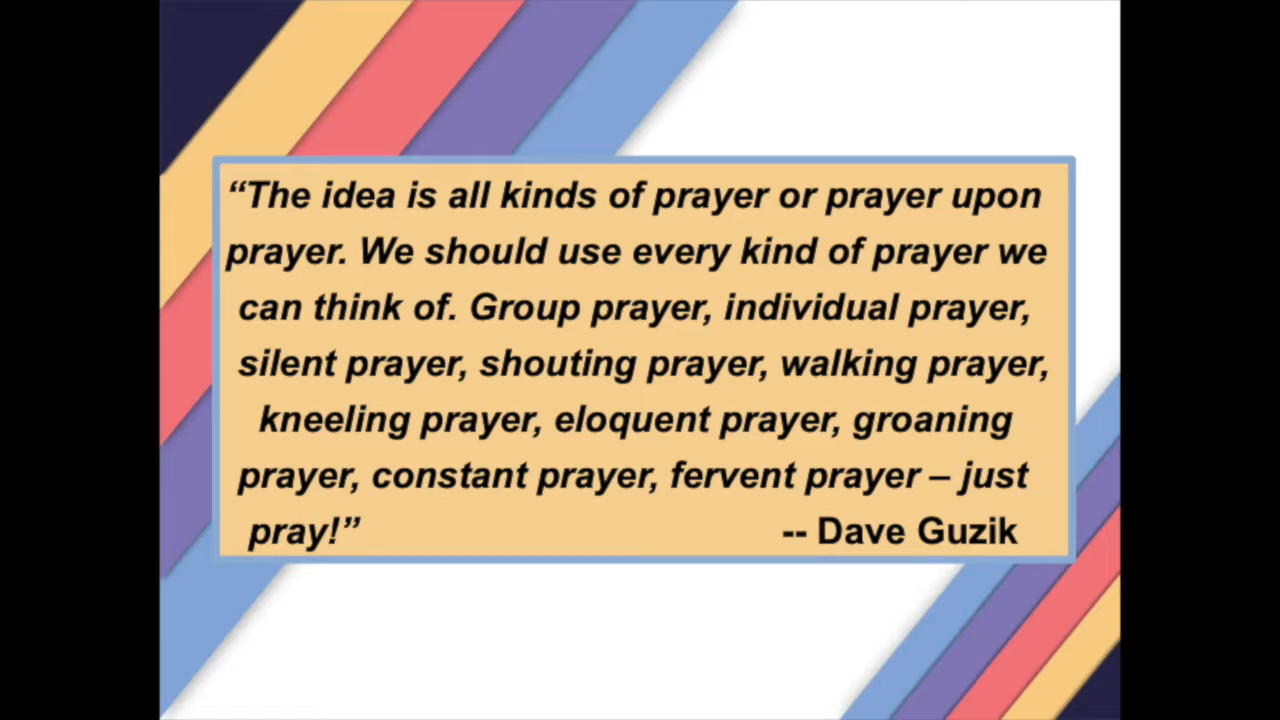 “The idea is all kinds of prayer or prayer upon
prayer. We should use every kind of prayer we
can think of. Group prayer, individual prayer,
silent prayer, shouting prayer, walking prayer,
kneeling prayer, eloquent prayer, groaning
prayer, constant prayer, fervent prayer – just
pray!” -- Dave Guzik